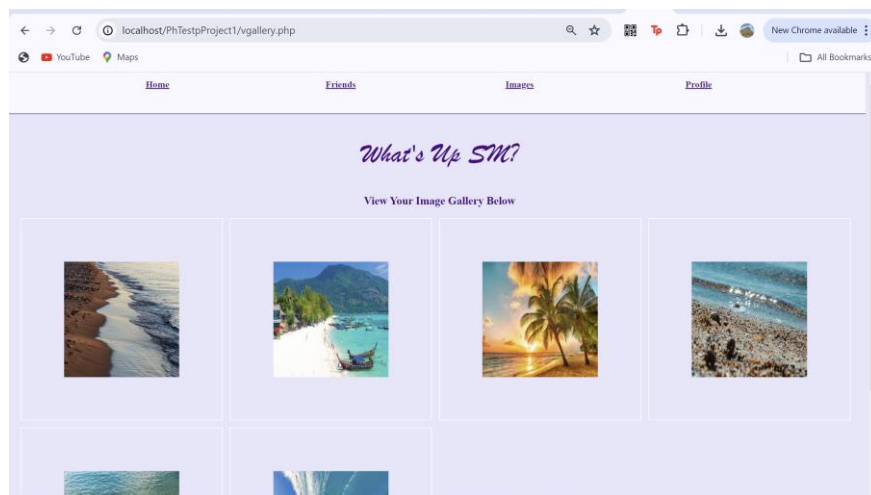 localhost/PhTestpProject1/vgallery.php
Tp
New Chrome available
YouTube Maps
All Bookmarks
Home Friends Images Profile
What's Up SM?
View Your Image Gallery Below